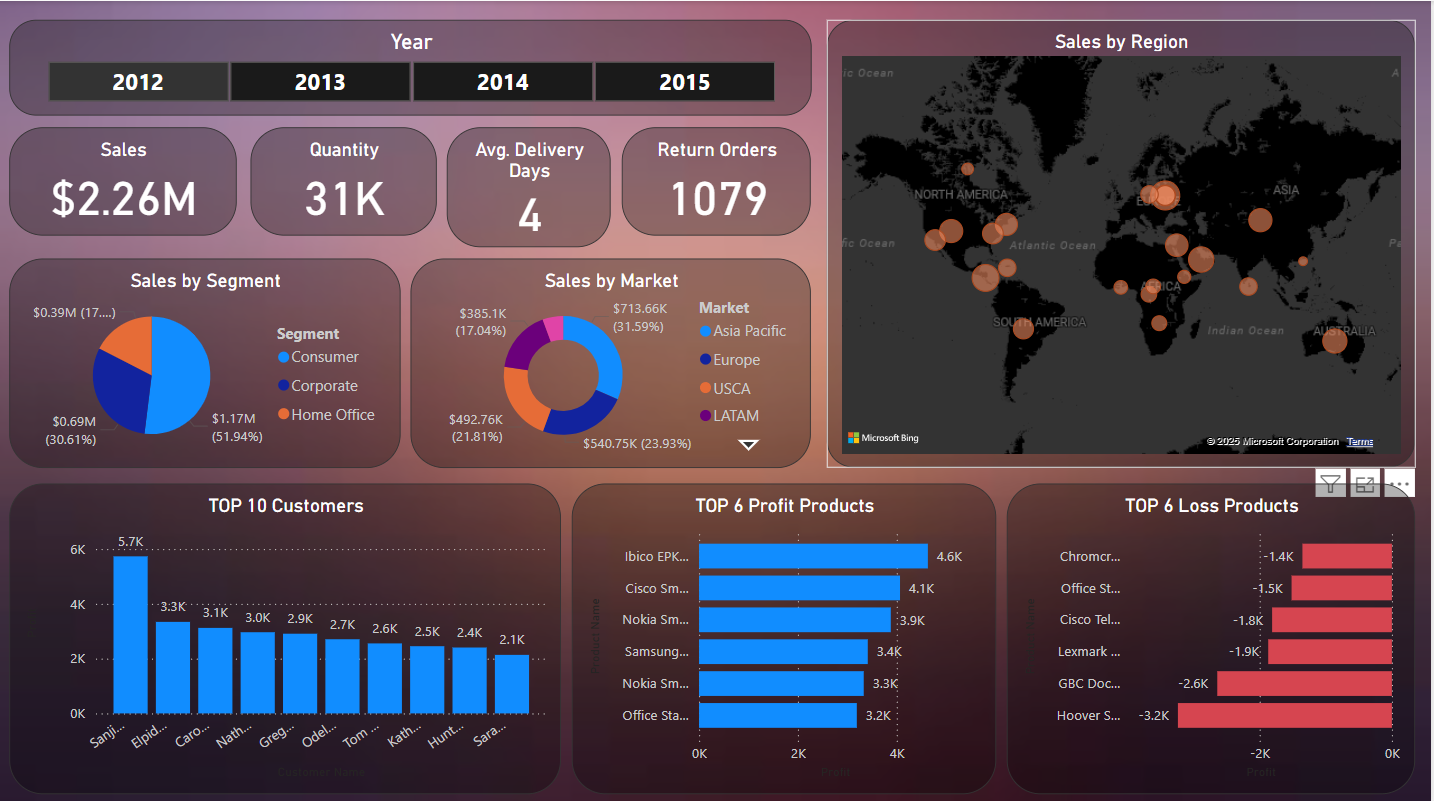 Year
2012 2013 2014 2015
Sales
$2.26M
Quantity
31K
Avg. Delivery
Days
4
Return Orders
1079
Sales by Region
ic Ocean
A
NORTH AMERICA
ASIA
fic Ocean
Atlantic Ocean
Pa
AFRICA
SOUTH AMERICA
Indian Ocean
AUSTRALIA
Microsoft Bing
© 2025 Microsoft Corporation Terms
Sales by Segment
$0.39M (17....)
$0.69M
(30.61%)
$1.17M
(51.94%)
Segment
Consumer
Corporate
Home Office
Sales by Market
$385.1K
(17.04%)
$713.66K
(31.59%)
$492.76K
(21.81%)
$540.75K (23.93%)
Market
Asia Pacific
Europe
USCA
LATAM
TOP 10 Customers
6K
4K
2K
0K
5.7K
3.3K
3.1K
3.0K
2.9K
2.7K
2.6K
2.5K
2.4K
2.1K
Sanji...
Elpid...
Caro...
Nath...
Greg...
Odel...
Tom ...
Kath...
Hunt...
Sara...
Customer Name
TOP 6 Profit Products
Product Name
Ibico EPK... 4.6K
Cisco Sm... 4.1K
Nokia Sm... 3.9K
Samsung... 3.4K
Nokia Sm... 3.3K
Office Sta... 3.2K
0K 2K 4K
Profit
TOP 6 Loss Products
Chromcr... -1.4K
Office St... -1.5K
Cisco Tel... -1.8K
Lexmark ... -1.9K
GBC Doc... -2.6K
Hoover S... -3.2K
-2K 0K
Profit